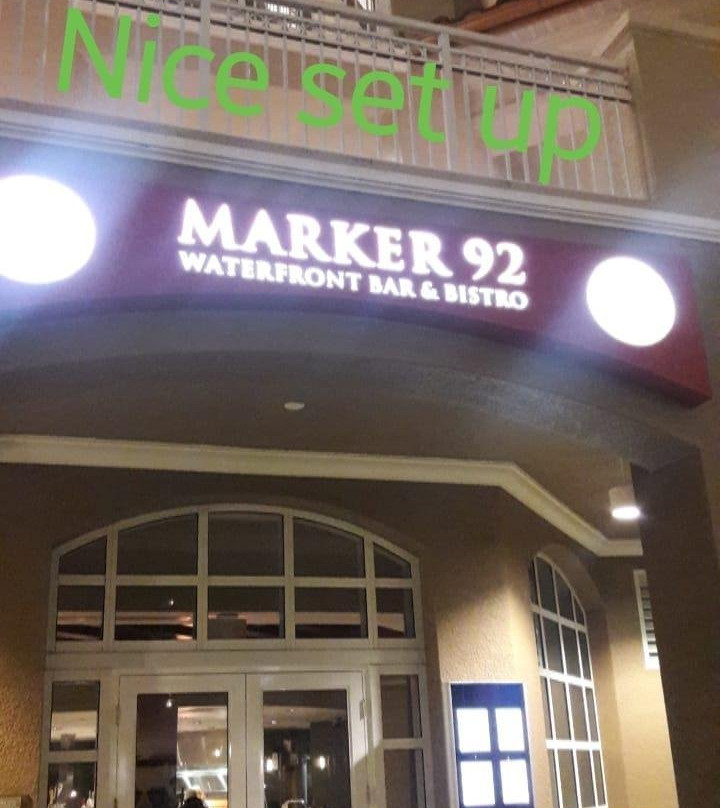 Nice set up
MARKER 92
WATERFRONT BAR & BISTRO